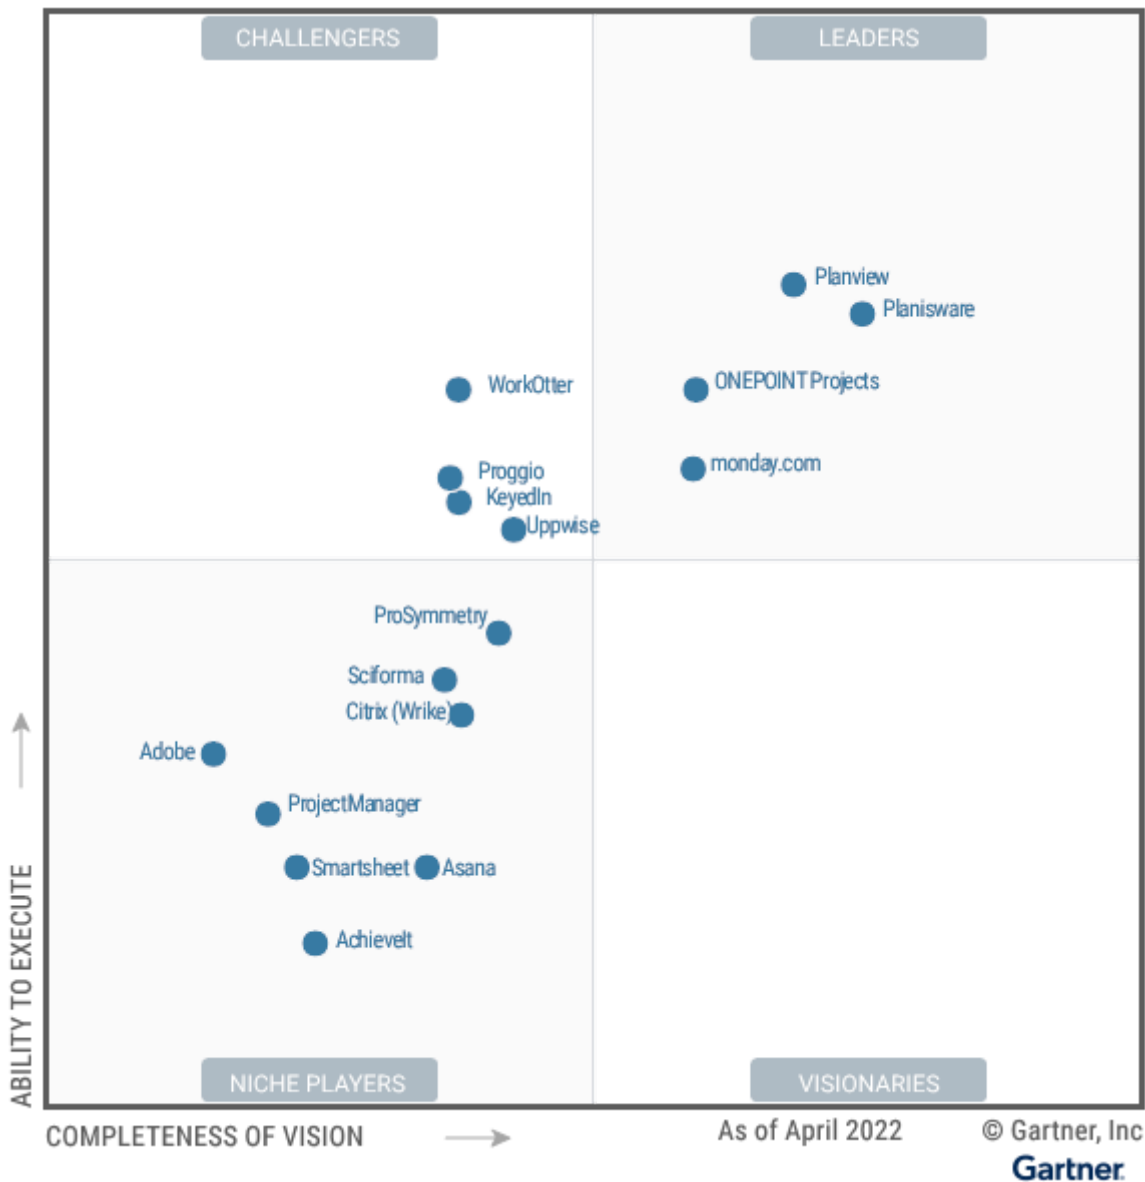 CHALLENGERS
LEADERS
Planview
Planisware
WorkOtter
ONEPOINT Projects
Proggio
monday.com
KeyedIn
Uppwise
ProSymmetry
Sciforma
Citrix (Wrike)
Adobe
ProjectManager
Smartsheet
Asana
AchieveIt
ABILITY TO EXECUTE
NICHE PLAYERS
VISIONARIES
COMPLETENESS OF VISION
As of April 2022
© Gartner, Inc
Gartner